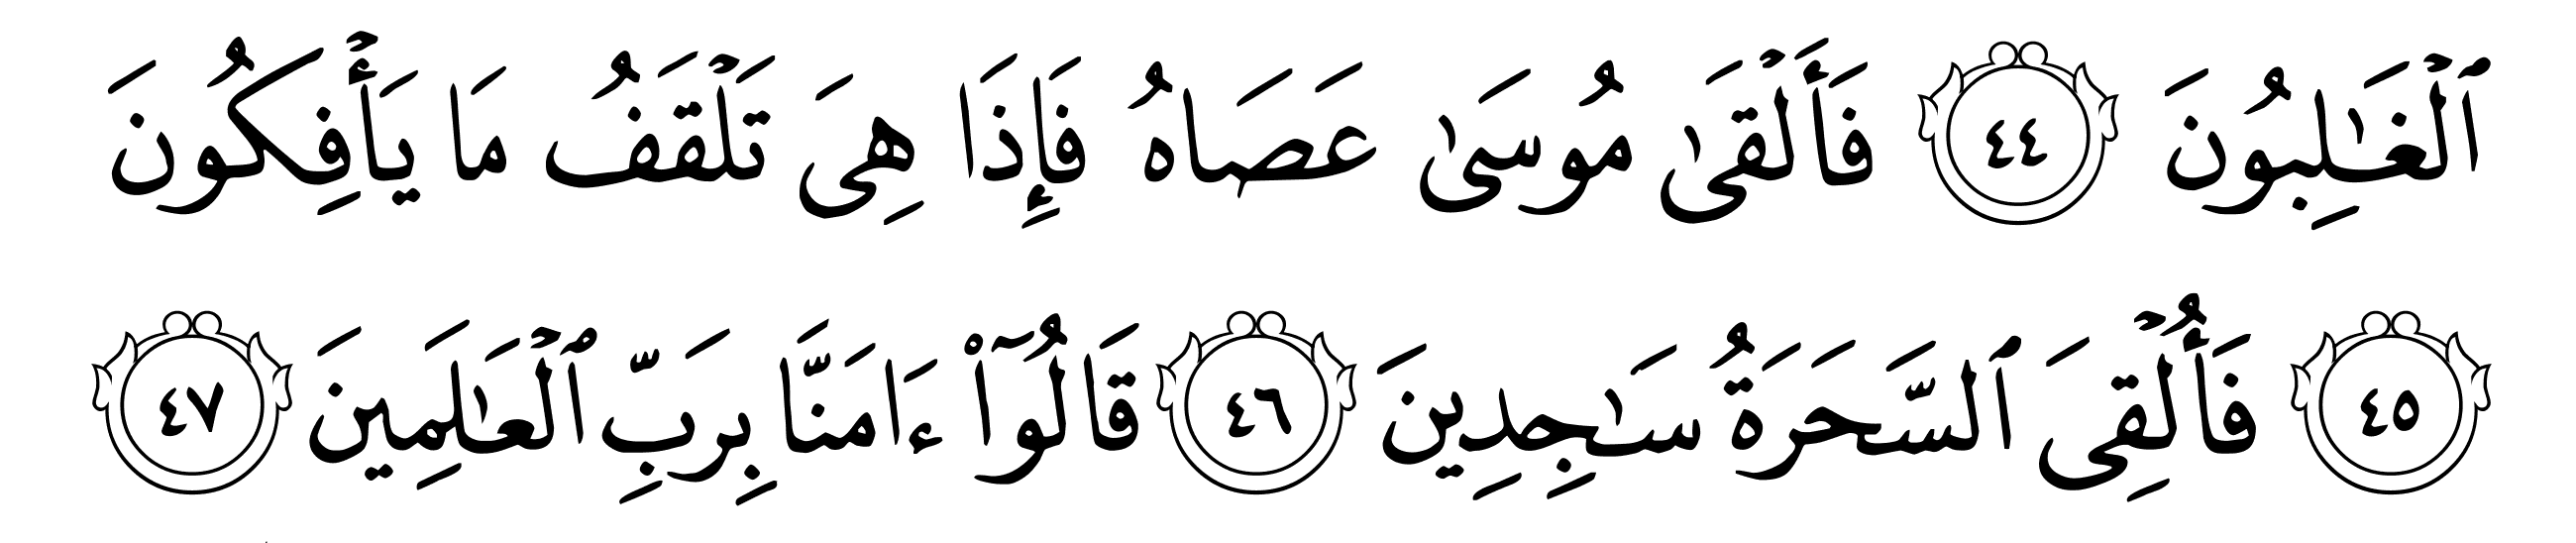 ٱلۡغَٰلِبُونَ ٤٤ فَأَلۡقَىٰ مُوسَىٰ عَصَاهُ فَإِذَا هِىَ تَلۡقَفُ مَا يَأۡفِكُونَ
٤٥ فَأُلۡقِىَ ٱلسَّحَرَةُ سَٰجِدِينَ ٤٦ قَالُوٓا۟ ءَامَنَّا بِرَبِّ ٱلۡعَٰلَمِينَ ٤٧